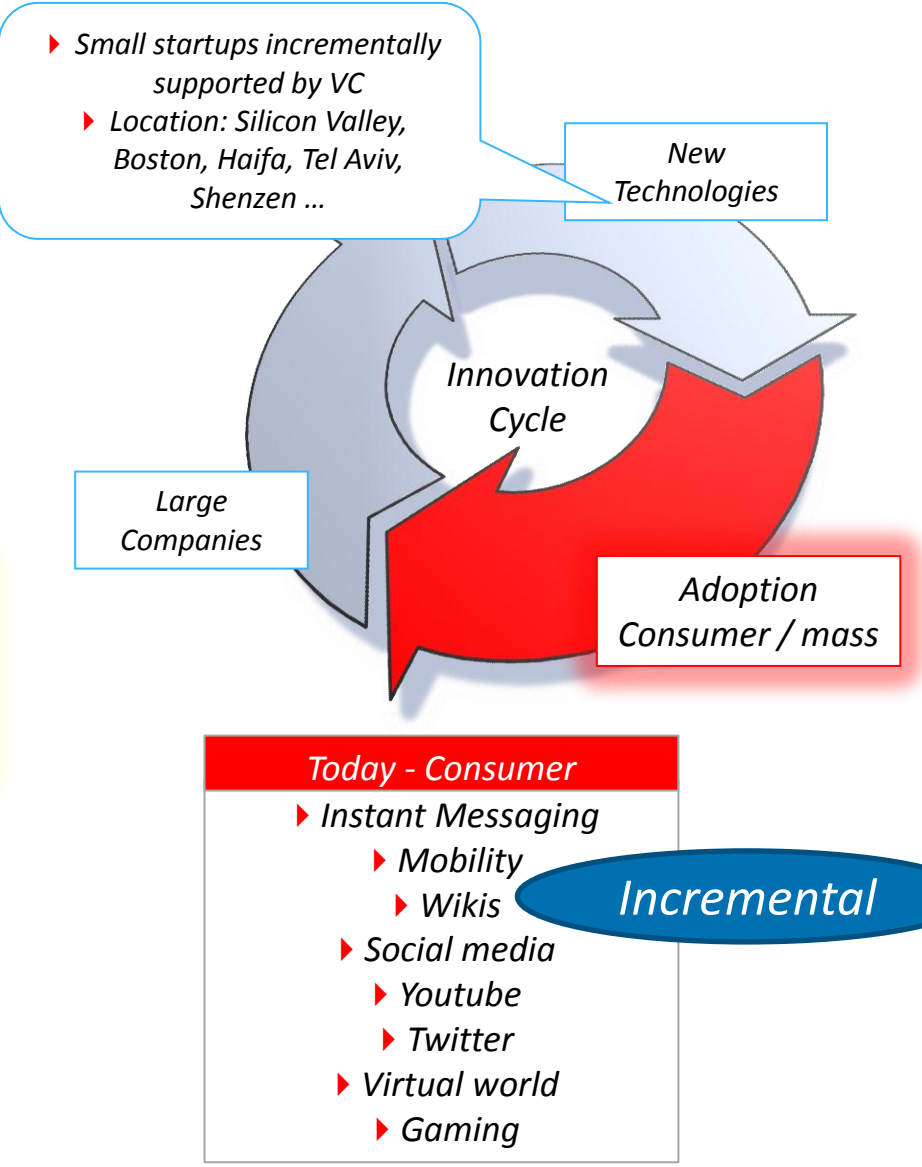 Small startups incrementally
supported by VC
Location: Silicon Valley,
Boston, Haifa, Tel Aviv,
Shenzen ...
New
Technologies
Innovation
Cycle
Large
Companies
Adoption
Consumer / mass
Today - Consumer
Instant Messaging
Mobility
Wikis
Incremental
Social media
Youtube
Twitter
Virtual world
Gaming